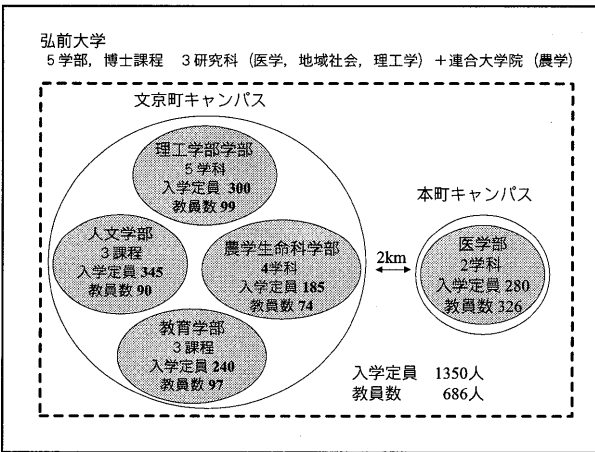 弘前大学
5学部，博士課程 3研究科（医学，地域社会，理工学）＋連合大学院（農学）
文京町キャンパス
理工学部学部
5学科
入学定員 300
教員数 99
人文学部
3課程
入学定員 345
教員数 90
農学生命科学部
4学科
入学定員 185
教員数 74
教育学部
3課程
入学定員 240
教員数 97
2km
本町キャンパス
医学部
2学科
入学定員 280
教員数 326
入学定員 1350人
教員数 686人